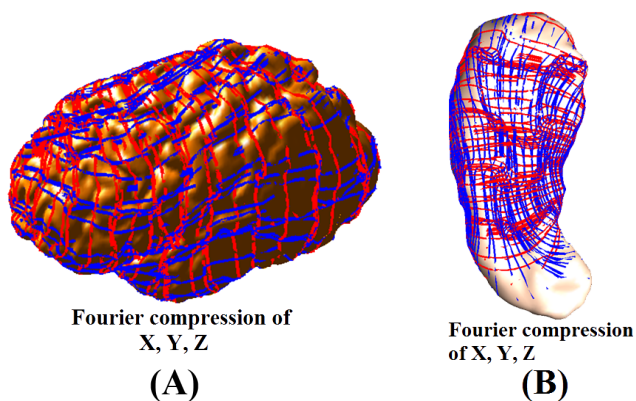 Fourier compression of
X, Y, Z
(A)
Fourier compression
of X, Y, Z
(B)